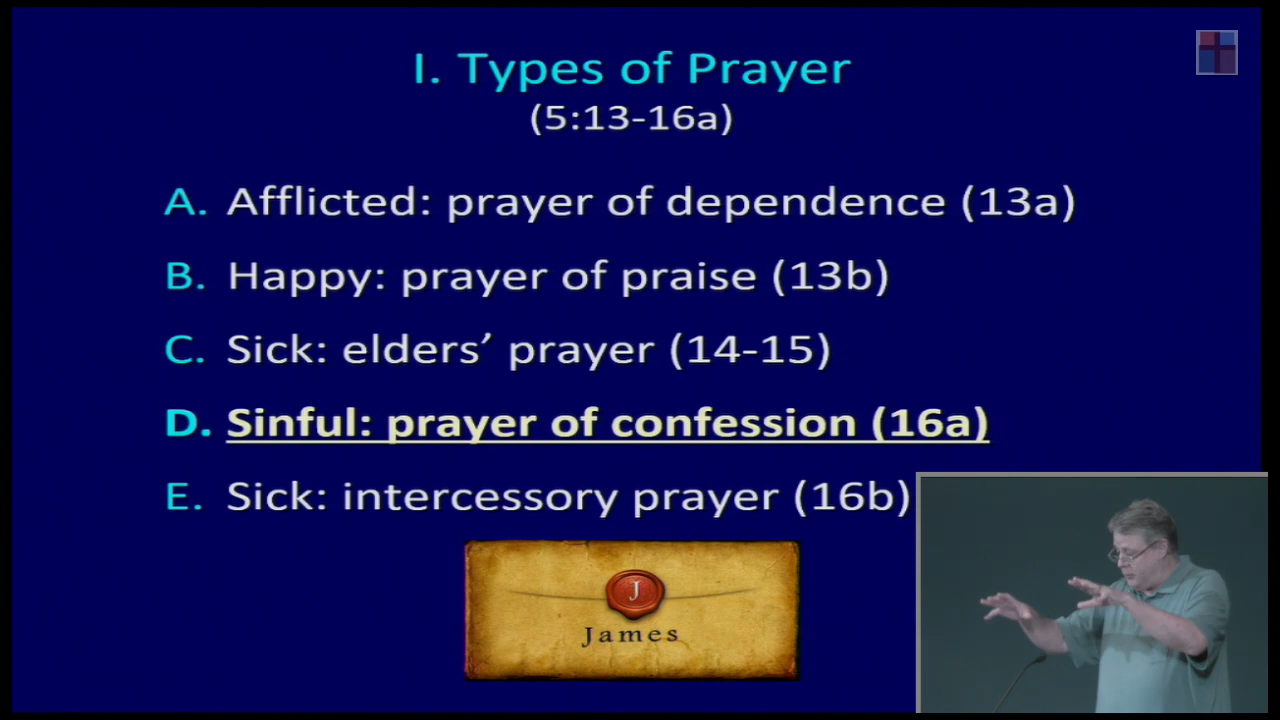 I. Types of Prayer
(5:13-16a)
A. Afflicted: prayer of dependence (13a)
B. Happy: prayer of praise (13b)
C. Sick: elders’ prayer (14-15)
D. Sinful: prayer of confession (16a)
E. Sick: intercessory prayer (16b)
J
James